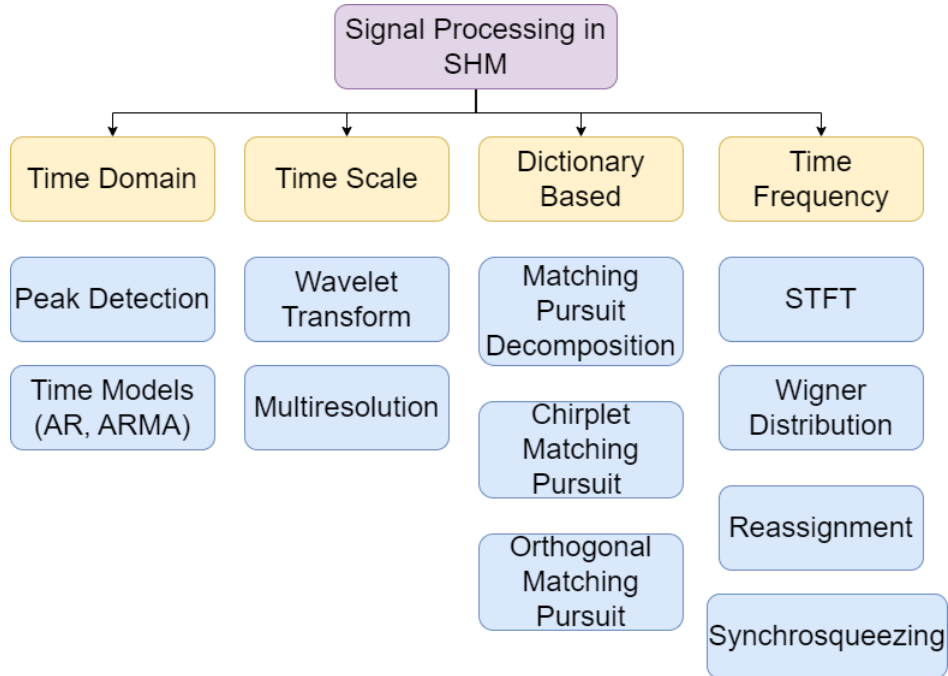 Signal Processing in
SHM
Time Domain
Time Scale
Dictionary
Based
Time
Frequency
Peak Detection
Time Models
(AR, ARMA)
Wavelet
Transform
Multiresolution
Matching
Pursuit
Decomposition
Chirplet
Matching
Pursuit
Orthogonal
Matching
Pursuit
STFT
Wigner
Distribution
Reassignment
Synchrosqueezing